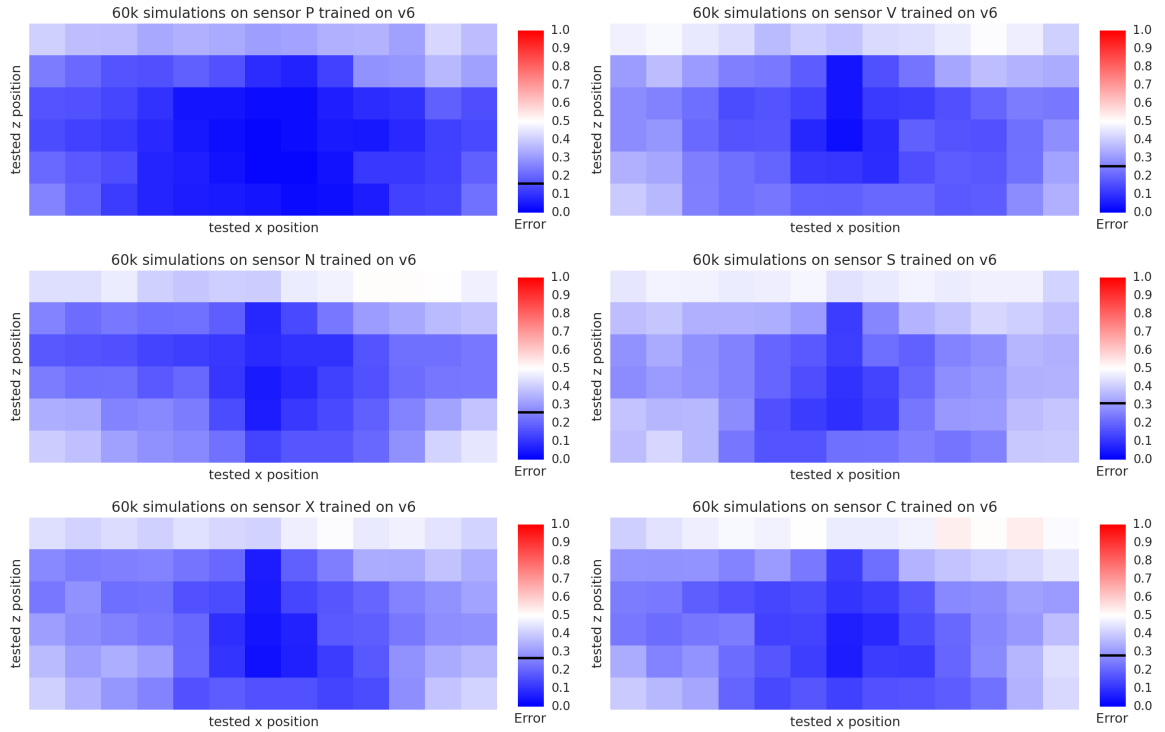 60k simulations on sensor P trained on v6
tested z position
tested x position
1.0
0.9
0.8
0.7
0.6
0.5
0.4
0.3
0.2
0.1
0.0
Error
60k simulations on sensor V trained on v6
tested z position
tested x position
1.0
0.9
0.8
0.7
0.6
0.5
0.4
0.3
0.2
0.1
0.0
Error
60k simulations on sensor N trained on v6
tested z position
tested x position
1.0
0.9
0.8
0.7
0.6
0.5
0.4
0.3
0.2
0.1
0.0
Error
60k simulations on sensor S trained on v6
tested z position
tested x position
1.0
0.9
0.8
0.7
0.6
0.5
0.4
0.3
0.2
0.1
0.0
Error
60k simulations on sensor X trained on v6
tested z position
tested x position
1.0
0.9
0.8
0.7
0.6
0.5
0.4
0.3
0.2
0.1
0.0
Error
60k simulations on sensor C trained on v6
tested z position
tested x position
1.0
0.9
0.8
0.7
0.6
0.5
0.4
0.3
0.2
0.1
0.0
Error